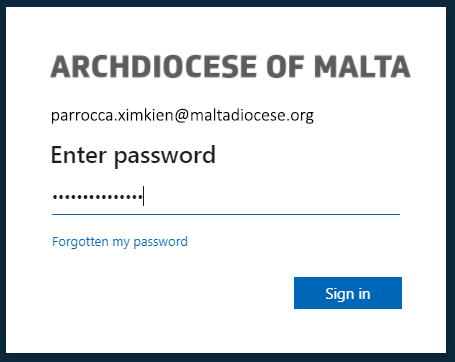 ARCHDIOCESE OF MALTA
parrocca.ximkien@maltadiocese.org
Enter password
•••••••••••••••
Forgotten my password
Sign in